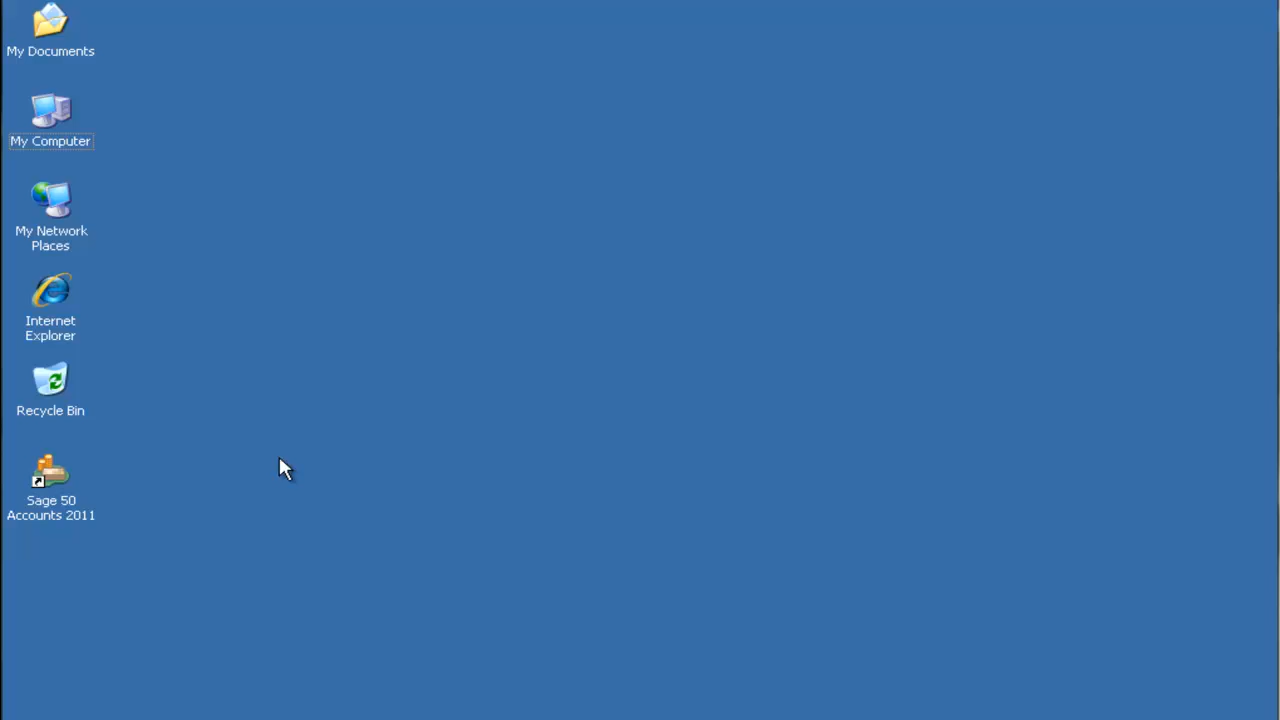 My Documents
My Computer
My Network
Places
Internet
Explorer
Recycle Bin
Sage 50
Accounts 2011